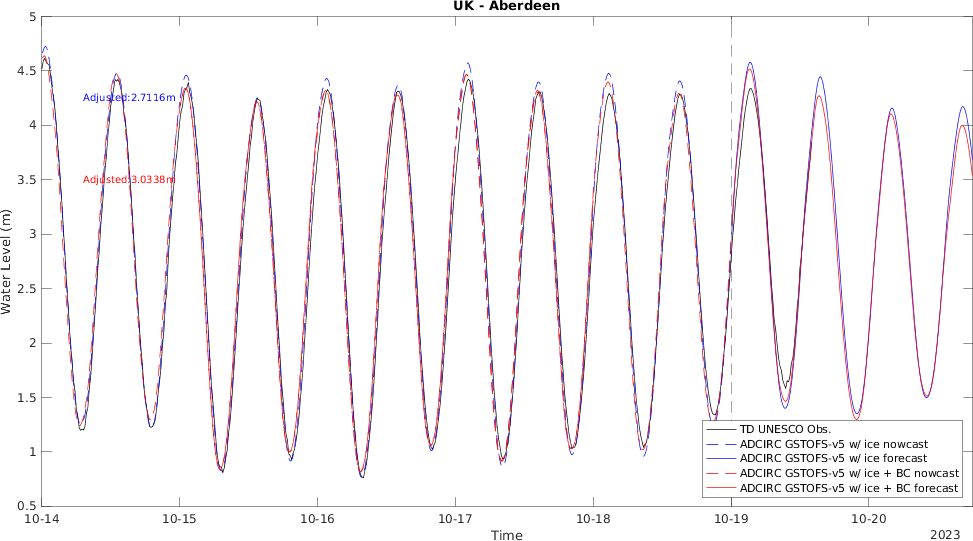 UK - Aberdeen
5
4.5
4
3.5
3
2.5
2
1.5
1
0.5
Water Level (m)
Adjusted:2.7116m
Adjusted:3.0338m
TD UNESCO Obs.
ADCIRC GSTOFS-v5 w/ ice nowcast
ADCIRC GSTOFS-v5 w/ ice forecast
ADCIRC GSTOFS-v5 w/ ice + BC nowcast
ADCIRC GSTOFS-v5 w/ ice + BC forecast
10-14 10-15 10-16 10-17 10-18 10-19 10-20
Time
2023